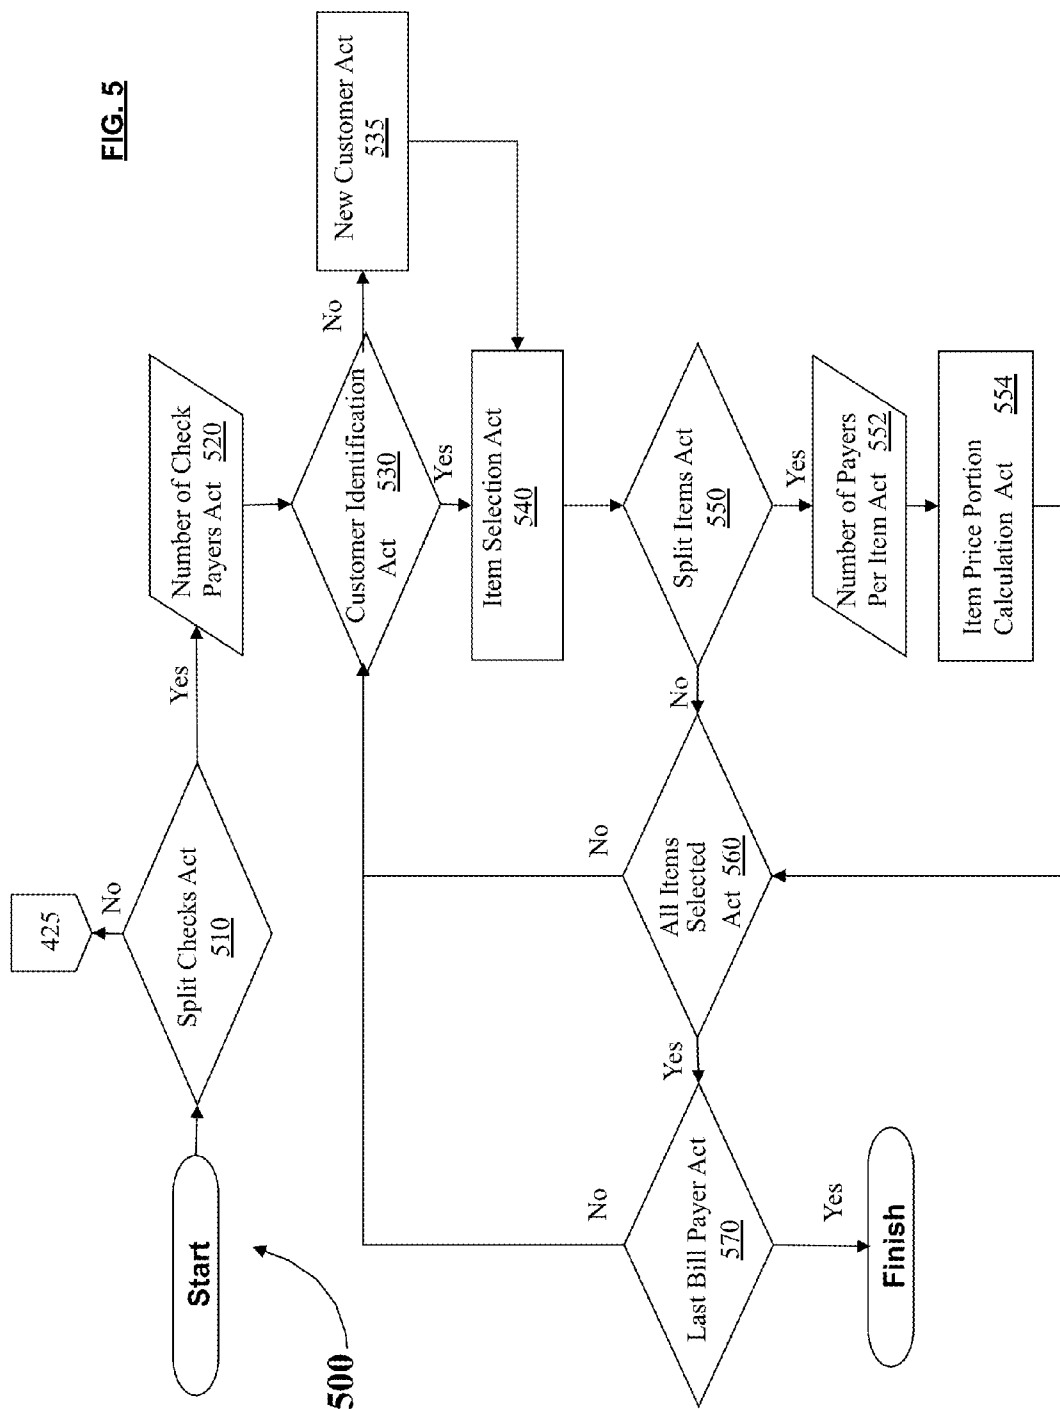 FIG. 5
500
Start
Split Checks Act
510
No
425
Yes
Number of Check
Payers Act 520
Customer Identification
530
Act
No
New Customer Act
535
Yes
Item Selection Act
540
Split Items Act
550
Yes
Number of Payers
Per Item Act 552
Item Price Portion
554
Calculation Act
No
All Items
Selected
Act 560
No
Yes
Last Bill Payer Act
570
No
Yes
Finish